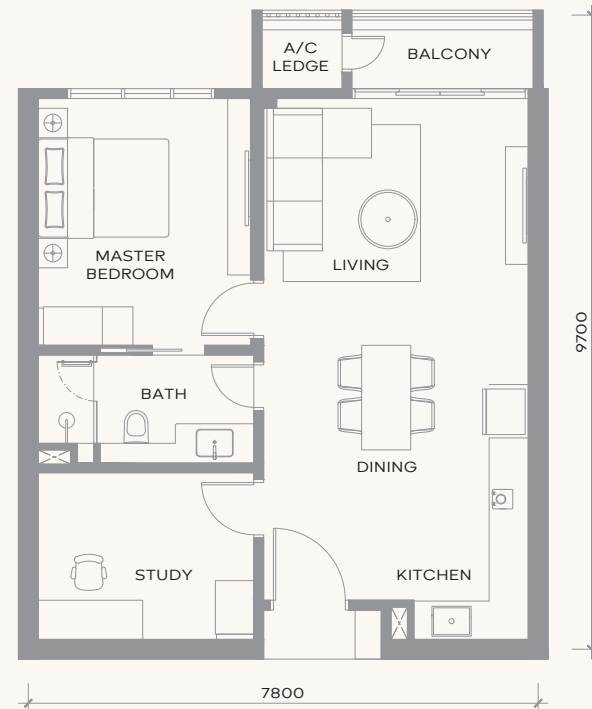 A/C
LEDGE
BALCONY
MASTER
BEDROOM
LIVING
9700
BATH
DINING
STUDY
KITCHEN
7800